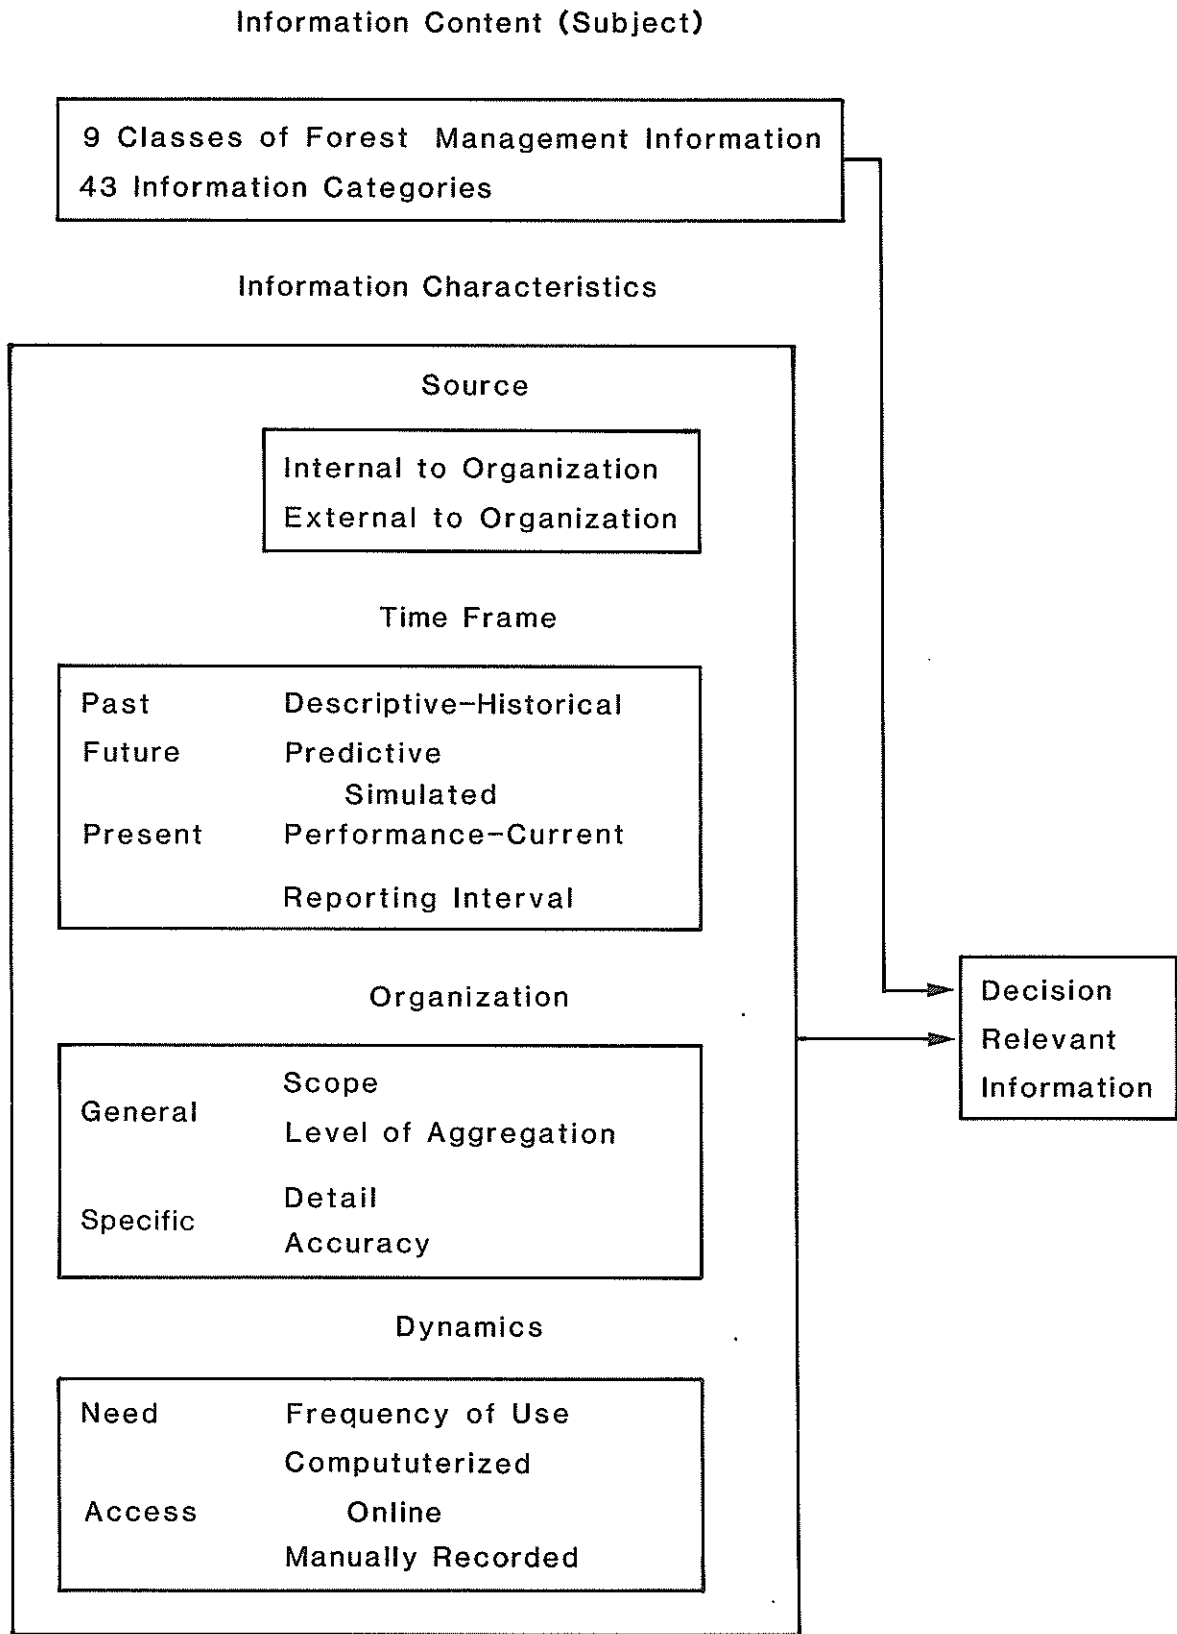 Information Content (Subject)
9 Classes of Forest Management Information
43 Information Categories
Information Characteristics
Source
Internal to Organization
External to Organization
Time Frame
Past Descriptive-Historical
Future Predictive
Simulated
Present Performance-Current
Reporting Interval
Organization
General
Scope
Level of Aggregation
Specific
Detail
Accuracy
Dynamics
Need Frequency of Use
Compututerized
Access Online
Manually Recorded
Decision
Relevant
Information